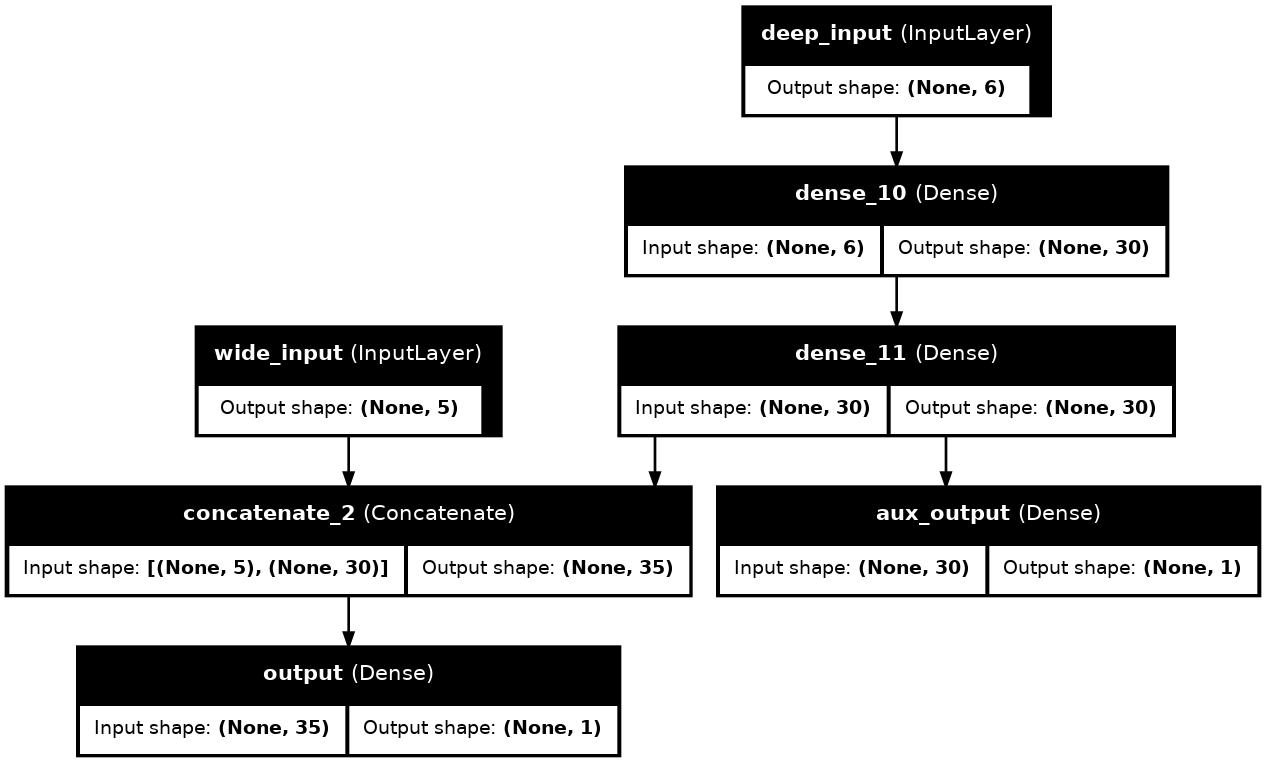 deep_input (InputLayer)
Output shape: (None, 6)
dense_10 (Dense)
Input shape: (None, 6) Output shape: (None, 30)
wide_input (InputLayer)
Output shape: (None, 5)
dense_11 (Dense)
Input shape: (None, 30) Output shape: (None, 30)
concatenate_2 (Concatenate)
Input shape: [(None, 5), (None, 30)] Output shape: (None, 35)
aux_output (Dense)
Input shape: (None, 30) Output shape: (None, 1)
output (Dense)
Input shape: (None, 35) Output shape: (None, 1)